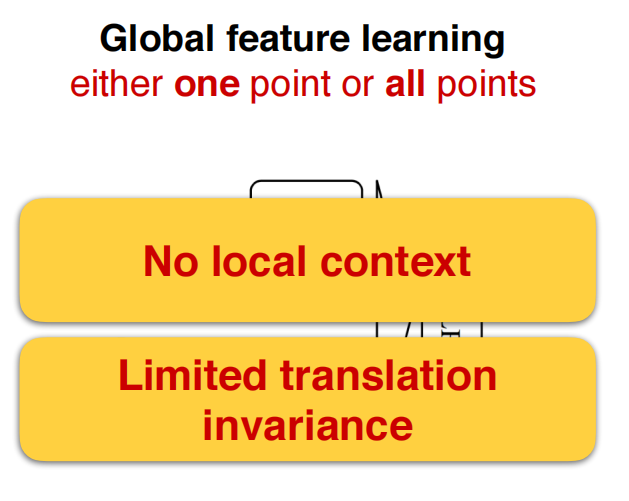 Global feature learning
either one point or all points
No local context
Limited translation
invariance